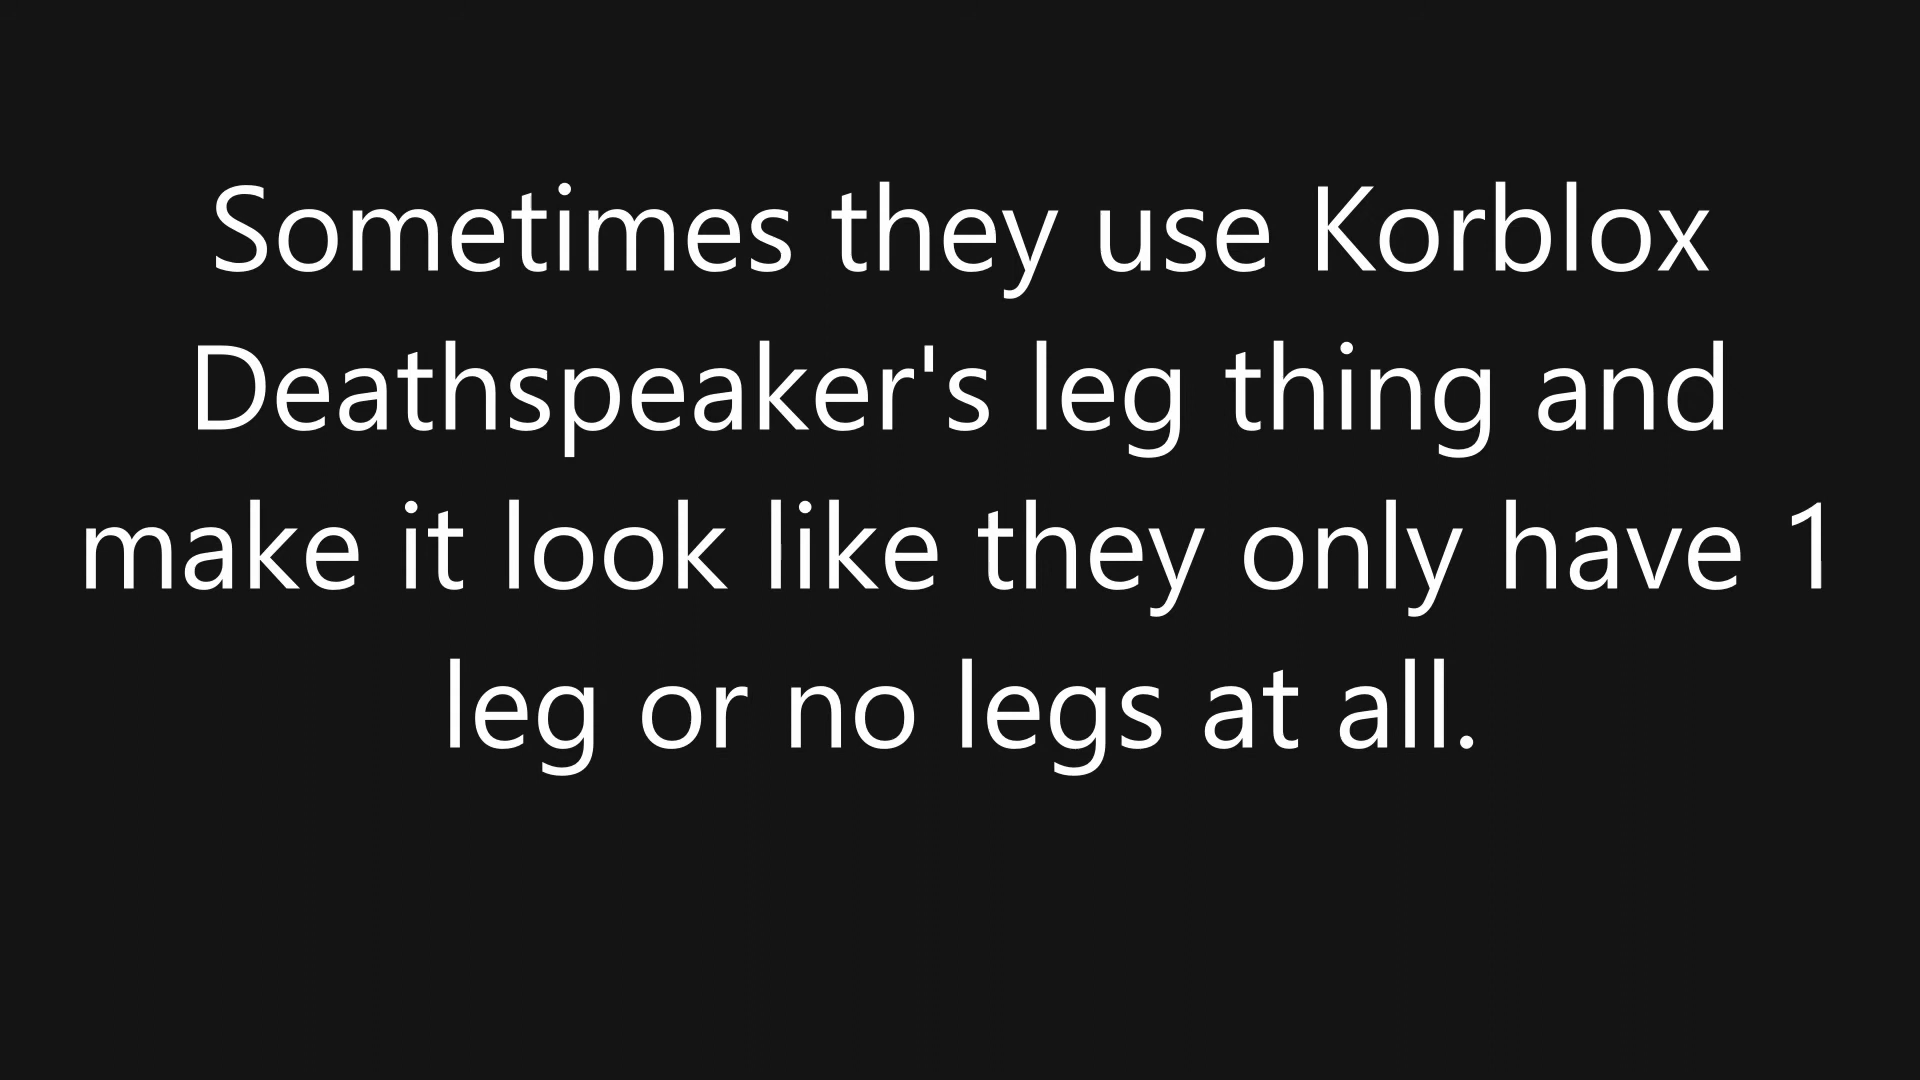 Sometimes they use Korblox
Deathspeaker's leg thing and
make it look like they only have 1
leg or no legs at all.